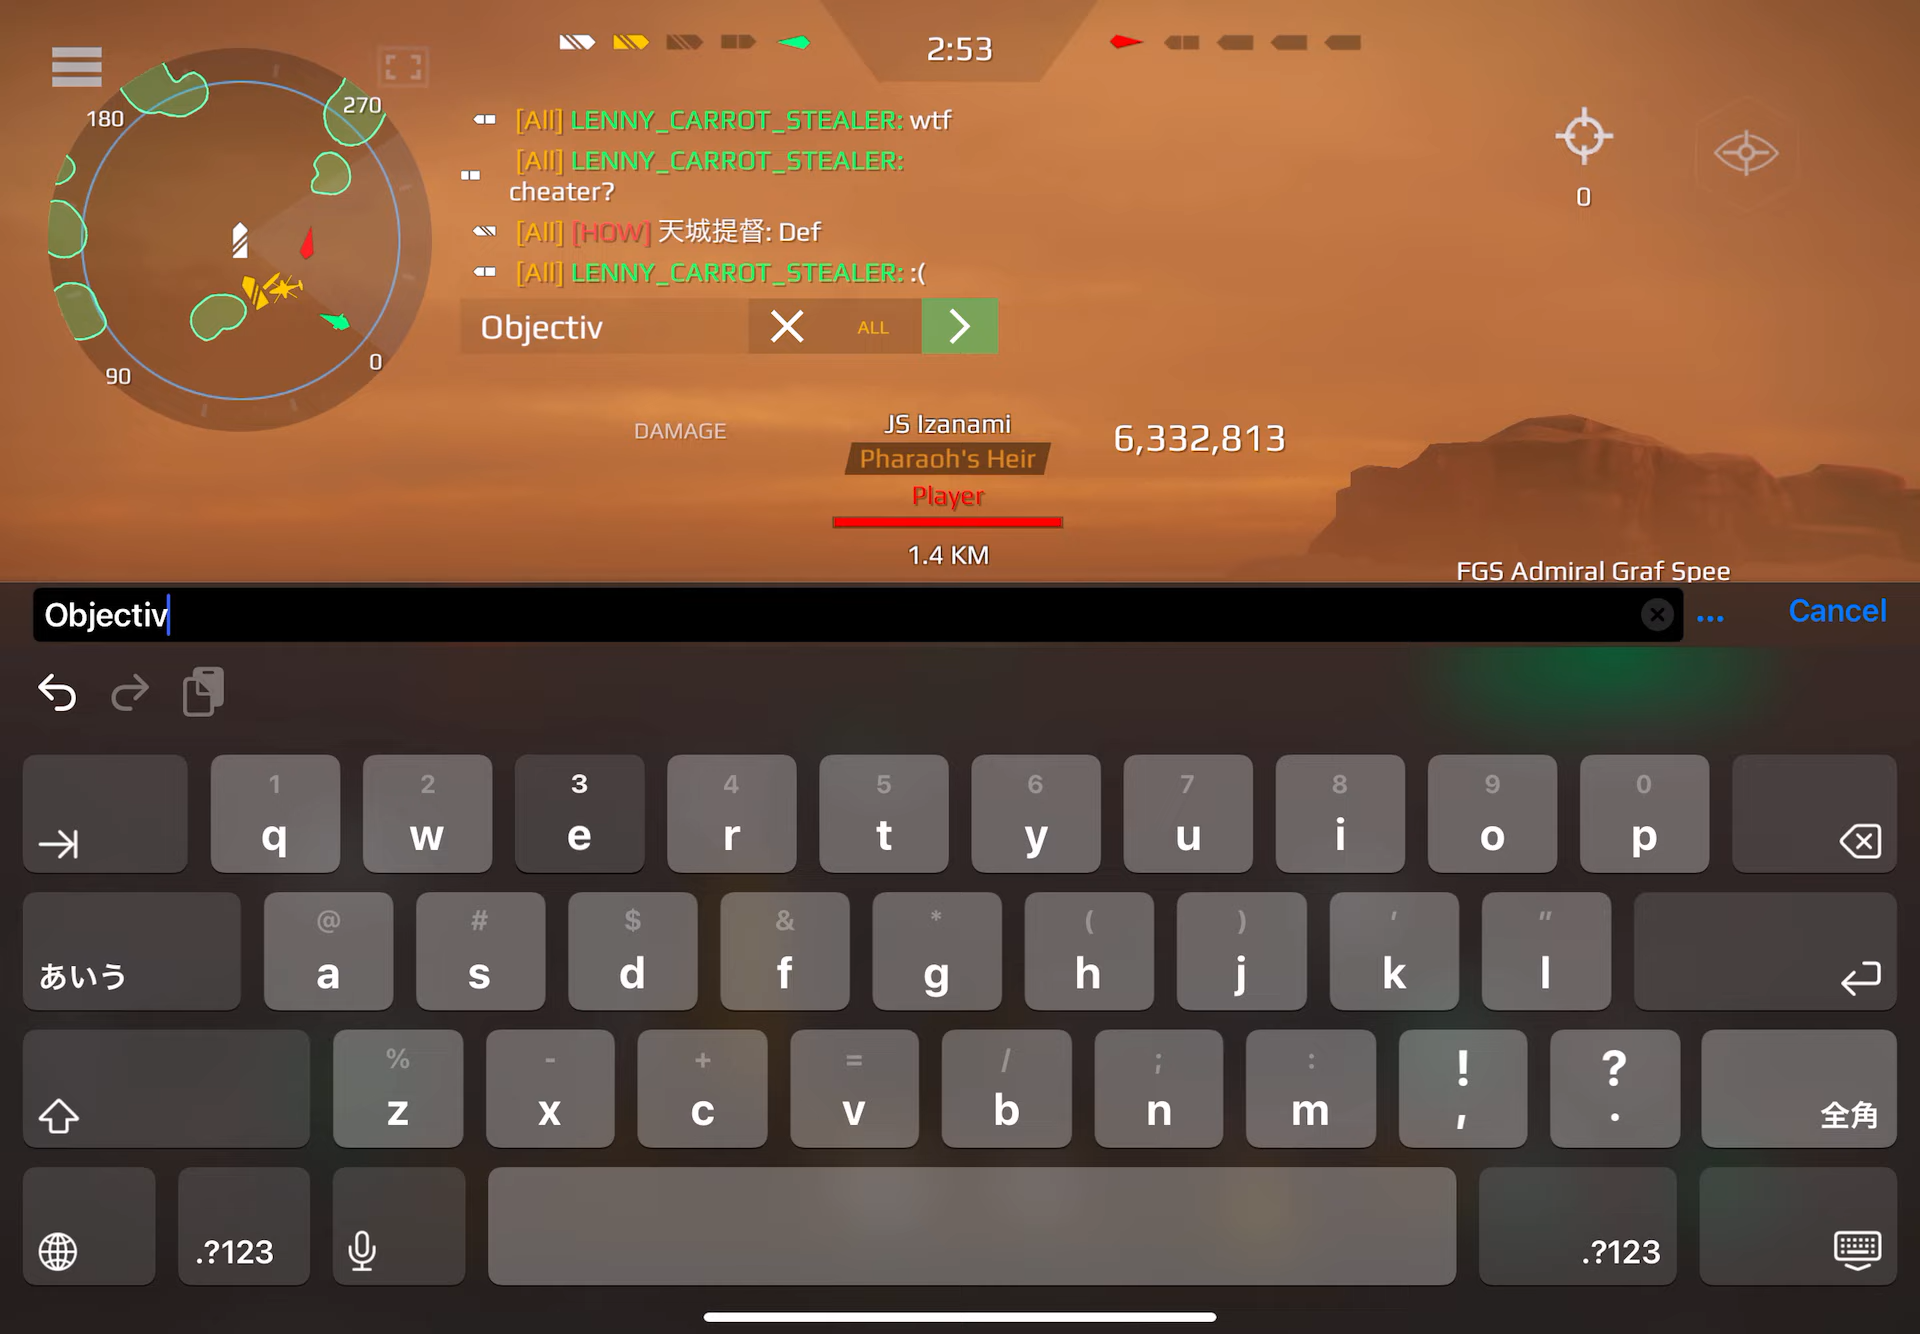 2:53
180
270
90
0
[All] LENNY_CARROT_STEALER: wtf
[All] LENNY_CARROT_STEALER:
cheater?
[All] [HOW] 天城提督: Def
[All] LENNY_CARROT_STEALER: :(
Objectiv
ALL
0
DAMAGE
JS Izanami
6,332,813
Pharaoh's Heir
Player
1.4 KM
FGS Admiral Graf Spee
Objectiv
... Cancel
1 2 3 4 5 6 7 8 9 0
q w e r t y u i o p
@ # $ & * ( ) ' "
あいう a s d f g h j k l
% - + = / ; : ! ?
z x c v b n m , . 全角
.?123 .?123